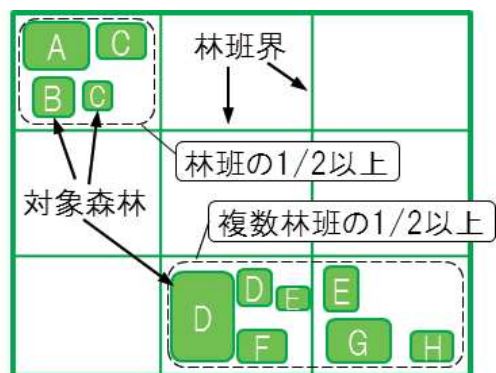 A C
林班界
B C
林班の1/2以上
対象森林
複数林班の1/2以上
D D E E
F G H